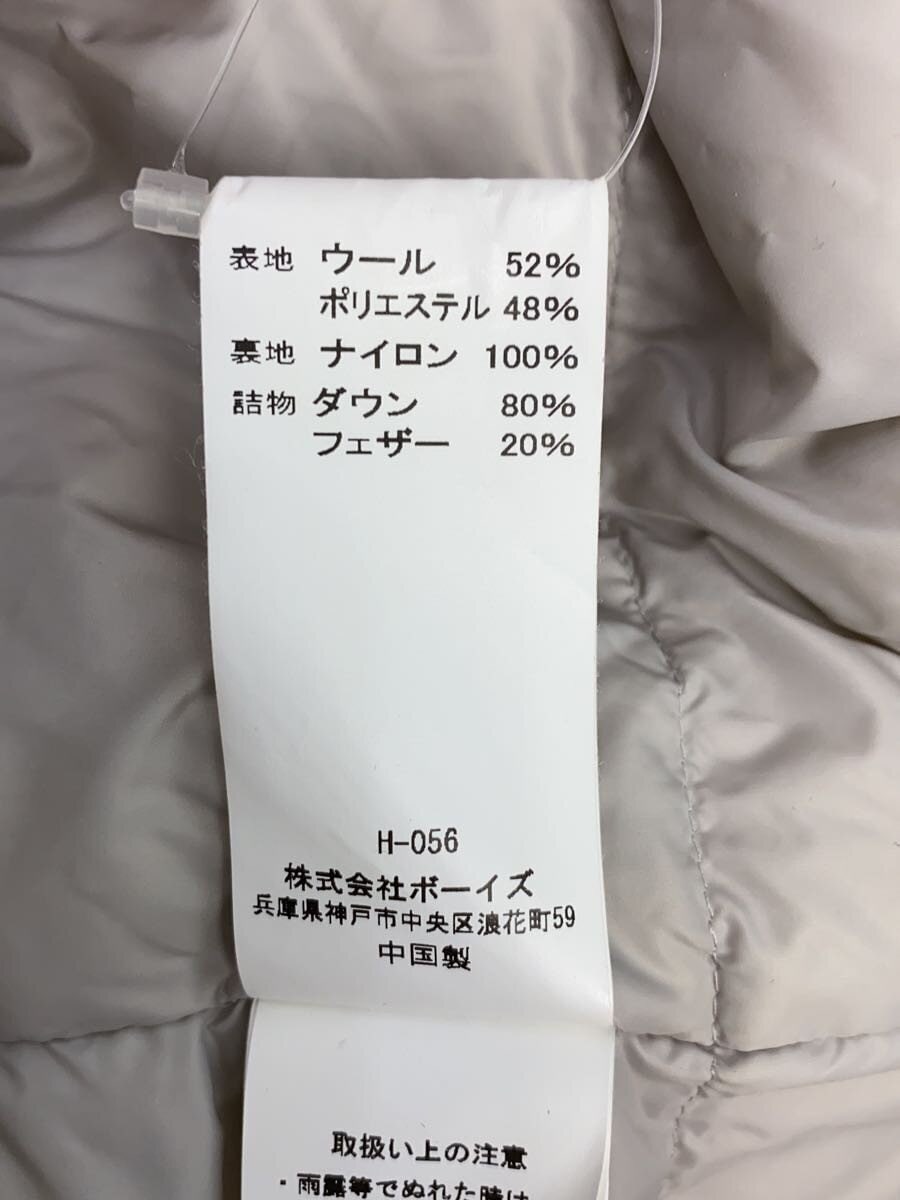 表地 ウール 52%
ポリエステル 48%
裏地 ナイロン 100%
詰物 ダウン 80%
フェザー 20%
H-056
株式会社ボーイズ
兵庫県神戸市中央区浪花町59
中国製
取扱い上の注意
・雨露等でぬれた時は